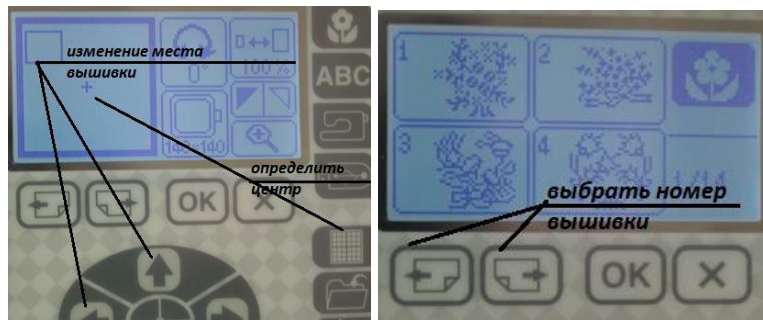 изменение места
вышивки
0°
100%
140×140
ABC
определить
центр
OK X
1 2
3 4
1/14
выбрать номер
вышивки
OK X